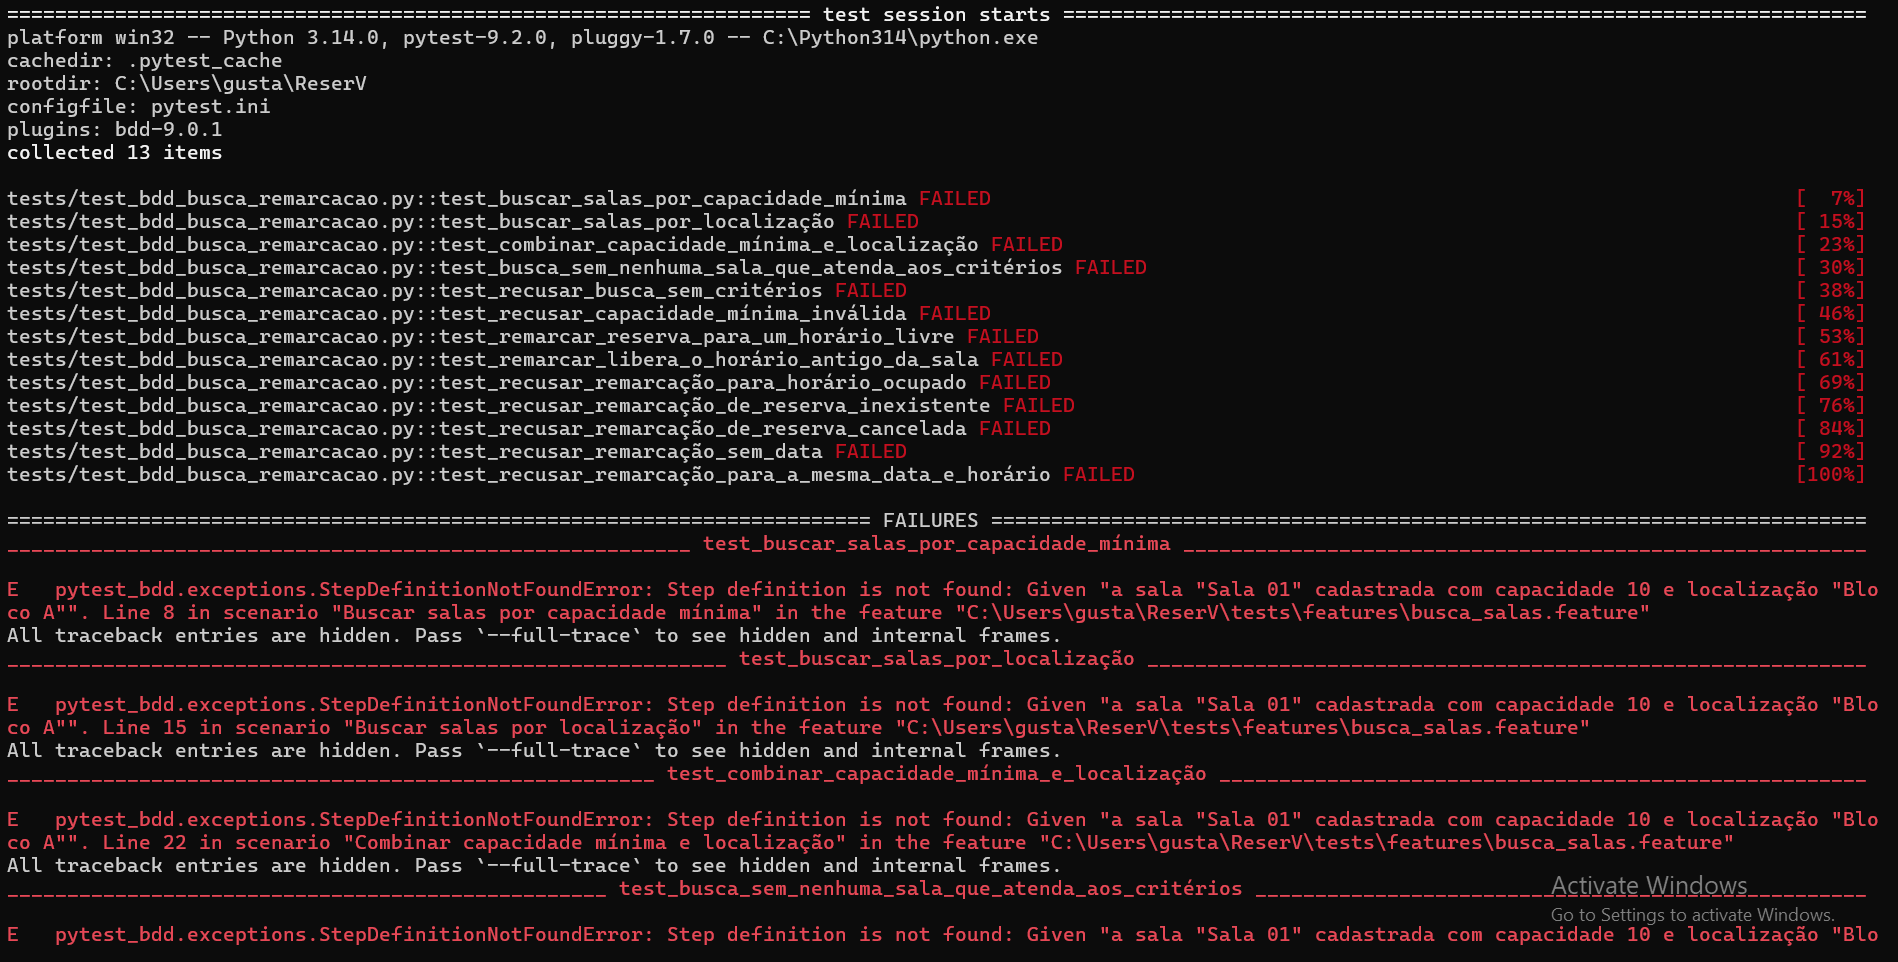 =================================================================== test session starts ===================================================================
platform win32 -- Python 3.14.0, pytest-9.2.0, pluggy-1.7.0 -- C:\Python314\python.exe
cachedir: .pytest_cache
rootdir: C:\Users\gusta\ReserV
configfile: pytest.ini
plugins: bdd-9.0.1
collected 13 items
tests/test_bdd_busca_remarcacao.py::test_buscar_salas_por_capacidade_mínima FAILED [  7%]
tests/test_bdd_busca_remarcacao.py::test_buscar_salas_por_localização FAILED [ 15%]
tests/test_bdd_busca_remarcacao.py::test_combinar_capacidade_mínima_e_localização FAILED [ 23%]
tests/test_bdd_busca_remarcacao.py::test_busca_sem_nenhuma_sala_que_atenda_aos_critérios FAILED [ 30%]
tests/test_bdd_busca_remarcacao.py::test_recusar_busca_sem_critérios FAILED [ 38%]
tests/test_bdd_busca_remarcacao.py::test_recusar_capacidade_mínima_inválida FAILED [ 46%]
tests/test_bdd_busca_remarcacao.py::test_remarcar_reserva_para_um_horário_livre FAILED [ 53%]
tests/test_bdd_busca_remarcacao.py::test_remarcar_libera_o_horário_antigo_da_sala FAILED [ 61%]
tests/test_bdd_busca_remarcacao.py::test_recusar_remarcação_para_horário_ocupado FAILED [ 69%]
tests/test_bdd_busca_remarcacao.py::test_recusar_remarcação_de_reserva_inexistente FAILED [ 76%]
tests/test_bdd_busca_remarcacao.py::test_recusar_remarcação_de_reserva_cancelada FAILED [ 84%]
tests/test_bdd_busca_remarcacao.py::test_recusar_remarcação_sem_data FAILED [ 92%]
tests/test_bdd_busca_remarcacao.py::test_recusar_remarcação_para_a_mesma_data_e_horário FAILED [100%]
======================================================================== FAILURES =========================================================================
_________________________________________________________ test_buscar_salas_por_capacidade_mínima _________________________________________________________
E   pytest_bdd.exceptions.StepDefinitionNotFoundError: Step definition is not found: Given "a sala "Sala 01" cadastrada com capacidade 10 e localização "Blo
co A"". Line 8 in scenario "Buscar salas por capacidade mínima" in the feature "C:\Users\gusta\ReserV\tests\features\busca_salas.feature"
All traceback entries are hidden. Pass `--full-trace` to see hidden and internal frames.
____________________________________________________________ test_buscar_salas_por_localização ____________________________________________________________
E   pytest_bdd.exceptions.StepDefinitionNotFoundError: Step definition is not found: Given "a sala "Sala 01" cadastrada com capacidade 10 e localização "Blo
co A"". Line 15 in scenario "Buscar salas por localização" in the feature "C:\Users\gusta\ReserV\tests\features\busca_salas.feature"
All traceback entries are hidden. Pass `--full-trace` to see hidden and internal frames.
______________________________________________________ test_combinar_capacidade_mínima_e_localização ______________________________________________________
E   pytest_bdd.exceptions.StepDefinitionNotFoundError: Step definition is not found: Given "a sala "Sala 01" cadastrada com capacidade 10 e localização "Blo
co A"". Line 22 in scenario "Combinar capacidade mínima e localização" in the feature "C:\Users\gusta\ReserV\tests\features\busca_salas.feature"
All traceback entries are hidden. Pass `--full-trace` to see hidden and internal frames.
__________________________________________________ test_busca_sem_nenhuma_sala_que_atenda_aos_critérios ___________________________________________________
Activate Windows
Go to Settings to activate Windows.
E   pytest_bdd.exceptions.StepDefinitionNotFoundError: Step definition is not found: Given "a sala "Sala 01" cadastrada com capacidade 10 e localização "Blo